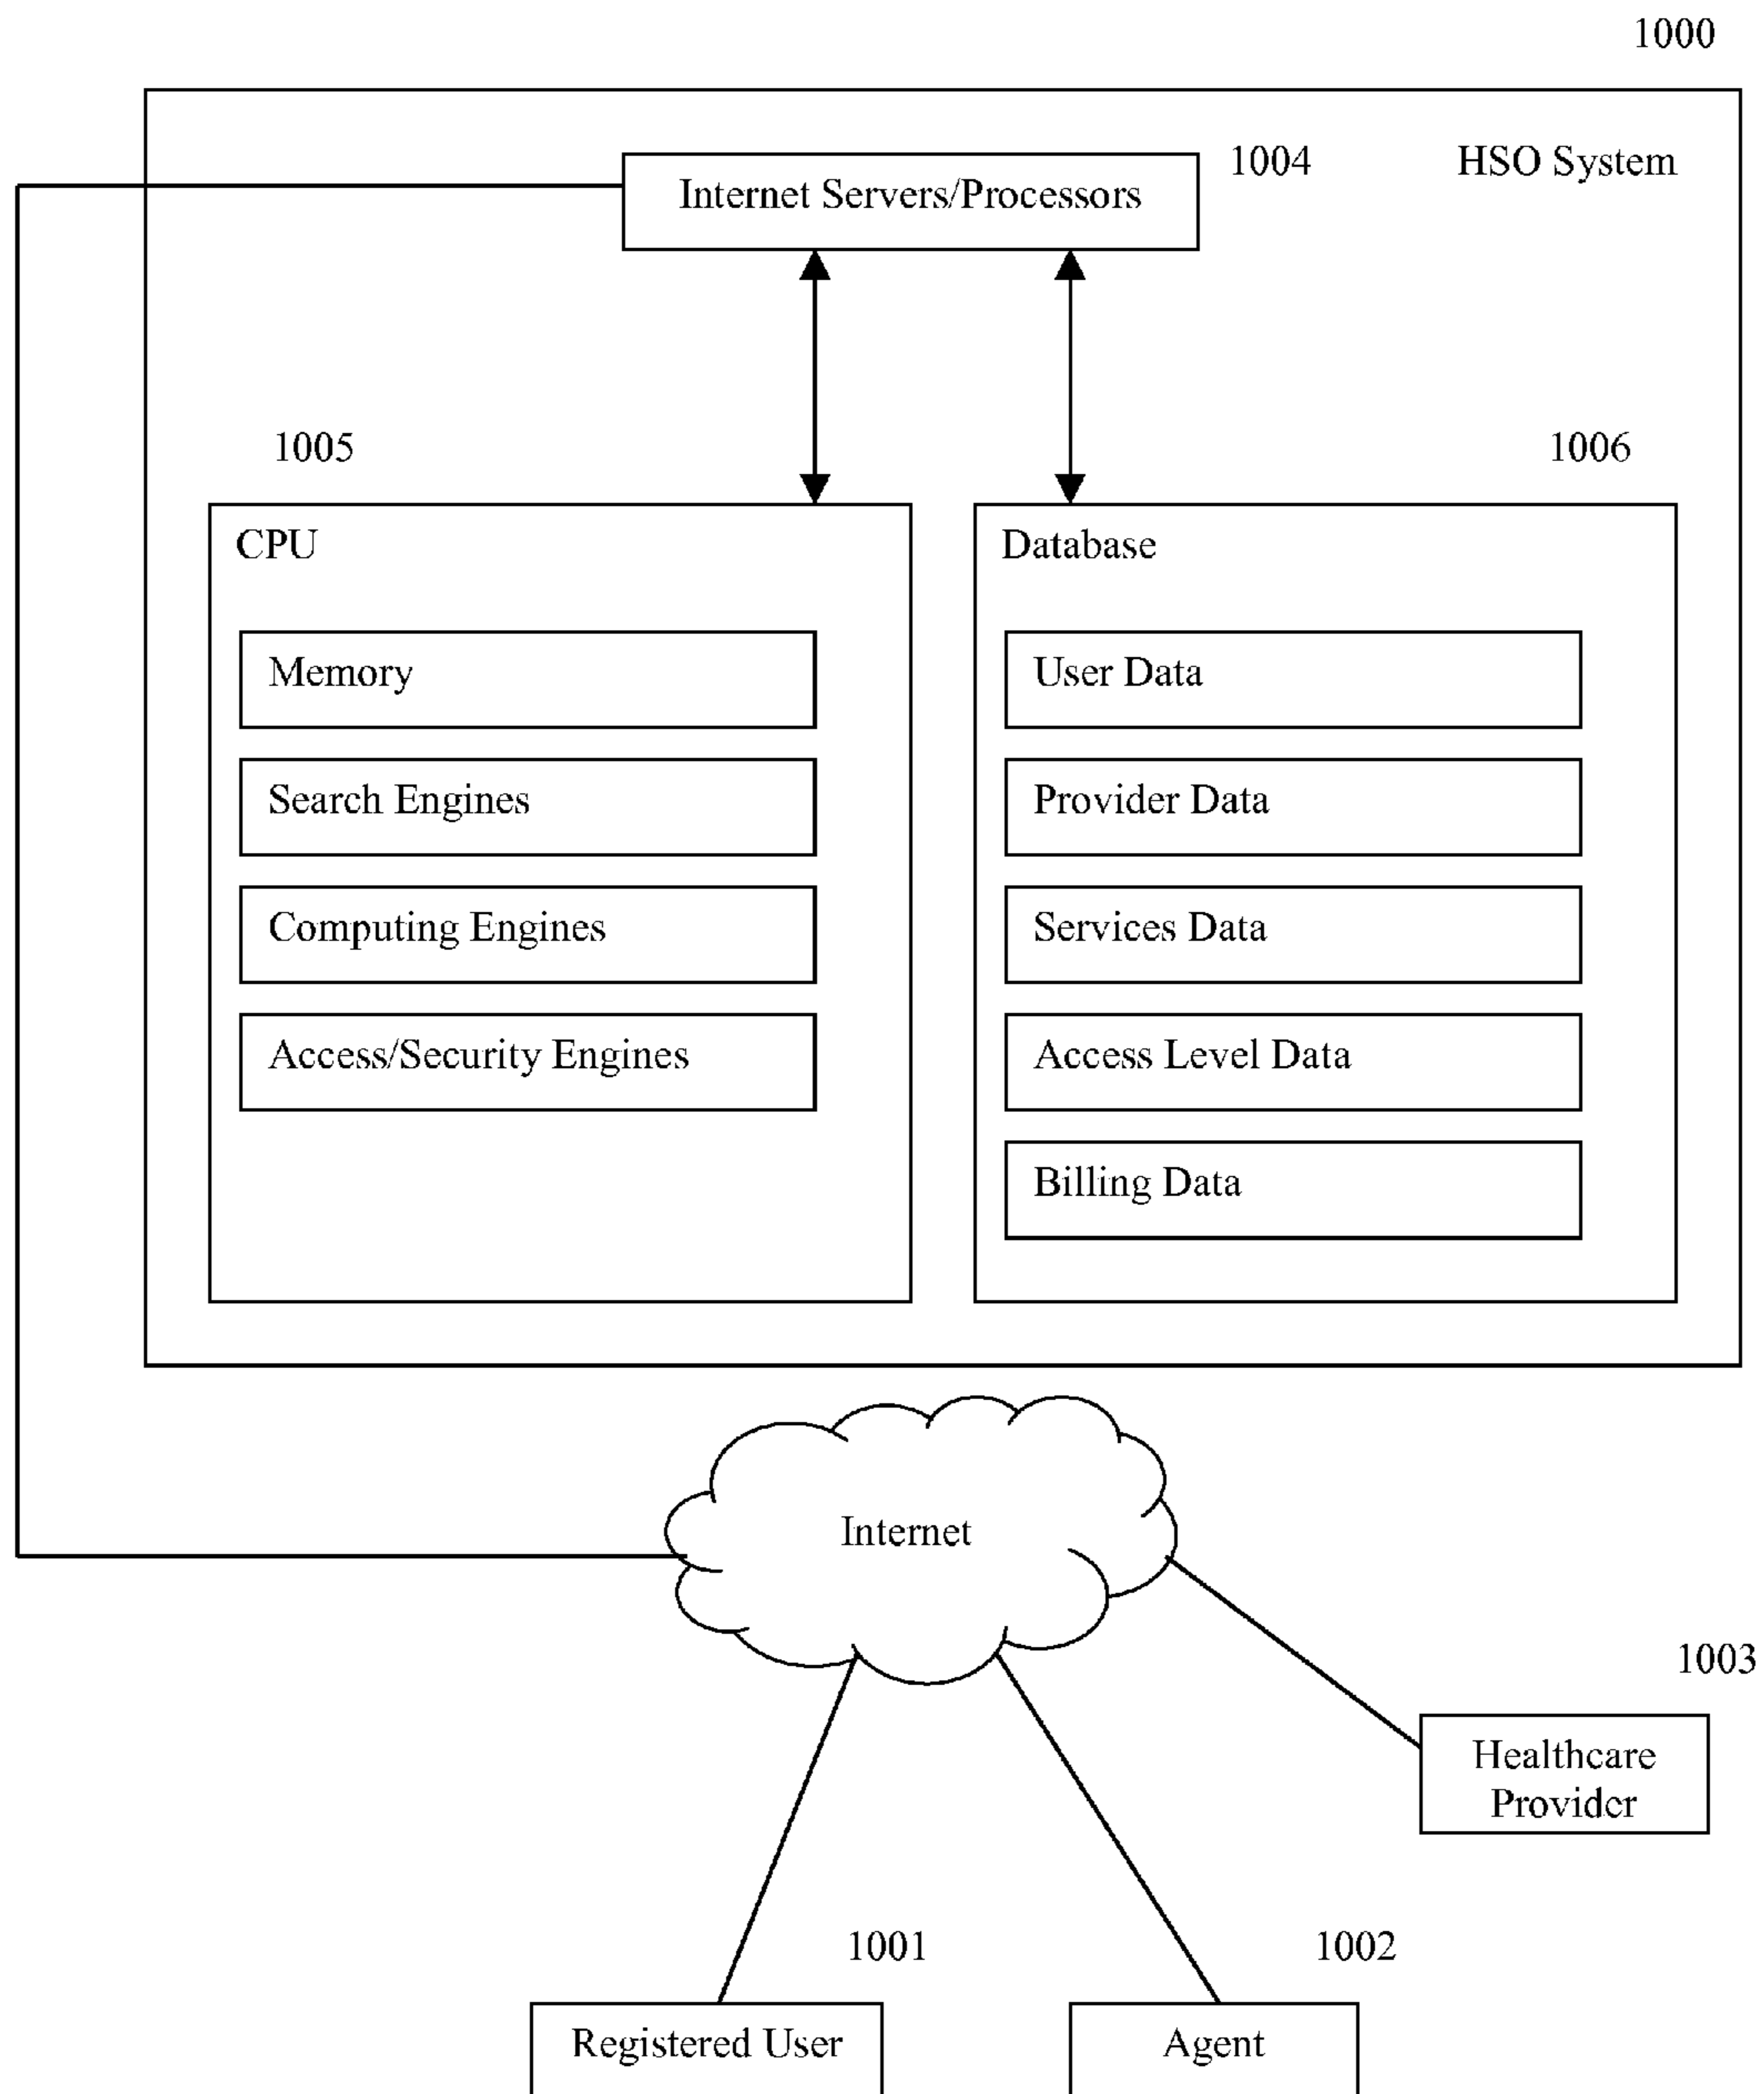 1000
HSO System
1004
Internet Servers/Processors
1005
1006
CPU
Memory
Search Engines
Computing Engines
Access/Security Engines
Database
User Data
Provider Data
Services Data
Access Level Data
Billing Data
Internet
1003
Healthcare
Provider
1001
1002
Registered User
Agent